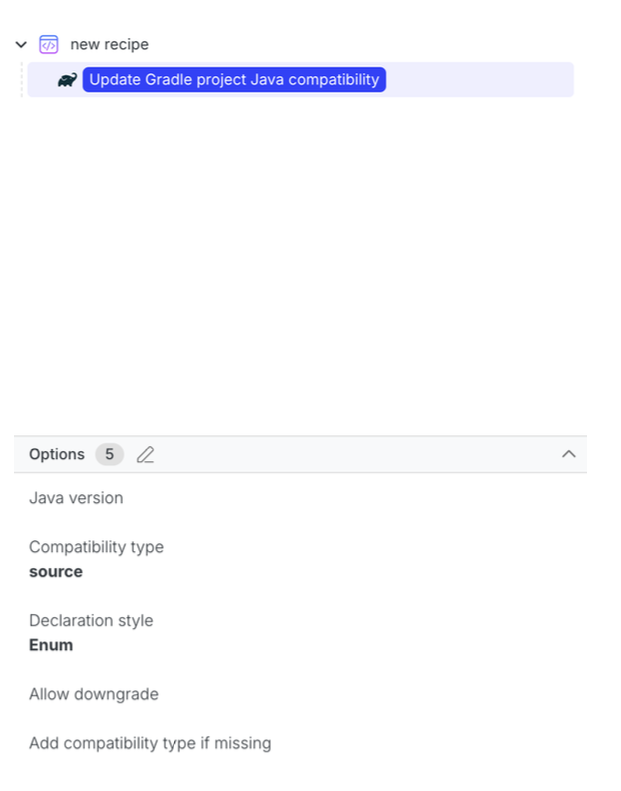 new recipe
Update Gradle project Java compatibility
Options 5
Java version
Compatibility type
source
Declaration style
Enum
Allow downgrade
Add compatibility type if missing